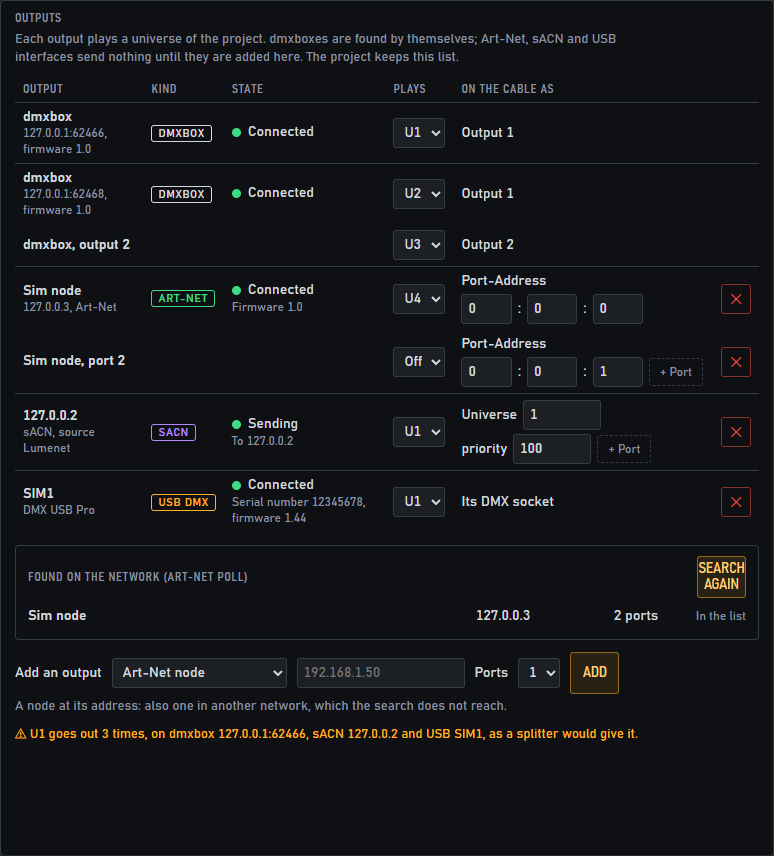 OUTPUTS
Each output plays a universe of the project. dmxboxes are found by themselves; Art-Net, sACN and USB
interfaces send nothing until they are added here. The project keeps this list.
OUTPUT KIND STATE PLAYS ON THE CABLE AS
dmxbox
127.0.0.1:62466,
firmware 1.0
DMXBOX
Connected
U1
Output 1
dmxbox
127.0.0.1:62468,
firmware 1.0
DMXBOX
Connected
U2
Output 1
dmxbox, output 2
U3
Output 2
Sim node
127.0.0.3, Art-Net
ART-NET
Connected
Firmware 1.0
U4
Port-Address
0 : 0 : 0
Sim node, port 2
Off
Port-Address
0 : 0 : 1
+ Port
127.0.0.2
sACN, source
Lumenet
SACN
Sending
To 127.0.0.2
U1
Universe 1
priority 100
+ Port
SIM1
DMX USB Pro
USB DMX
Connected
Serial number 12345678,
firmware 1.44
U1
Its DMX socket
FOUND ON THE NETWORK (ART-NET POLL)
SEARCH
AGAIN
Sim node 127.0.0.3 2 ports In the list
Add an output Art-Net node 192.168.1.50 Ports 1 ADD
A node at its address: also one in another network, which the search does not reach.
⚠ U1 goes out 3 times, on dmxbox 127.0.0.1:62466, sACN 127.0.0.2 and USB SIM1, as a splitter would give it.